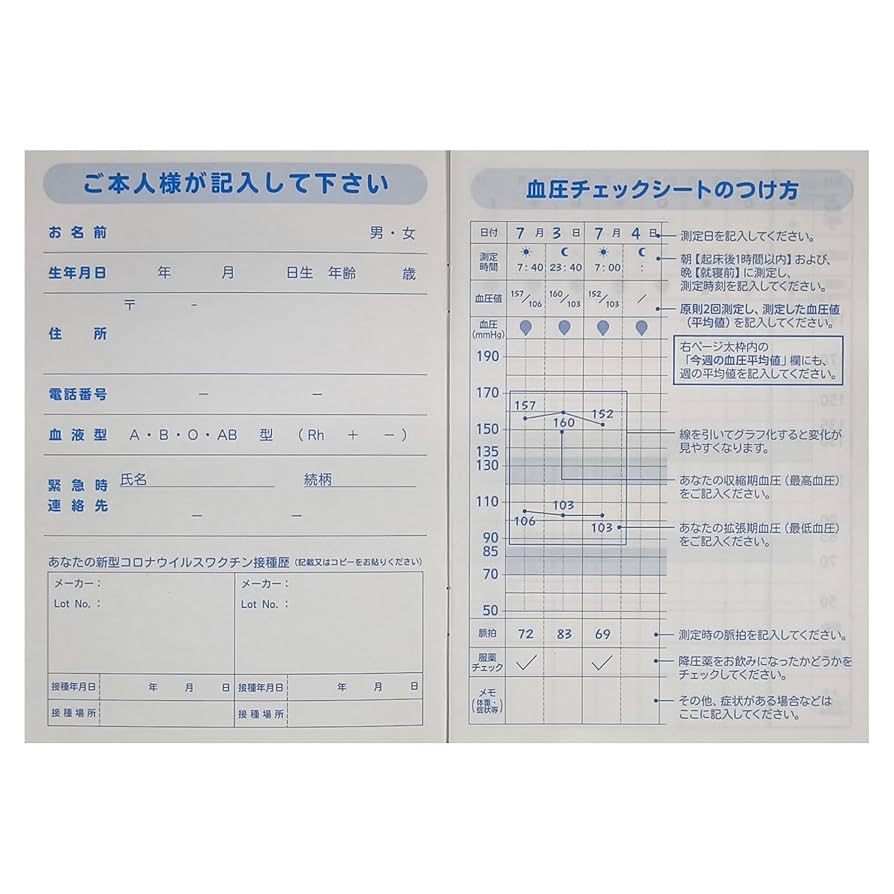 ご本人様が記入して下さい
お名前 男・女
生年月日 年 月 日生 年齢 歳
〒 -
住所
電話番号 ー ー
血液型 A・B・O・AB 型 (Rh + −)
緊急時 氏名 続柄
連絡先 ー ー
あなたの新型コロナウイルスワクチン接種歴(記載又はコピーをお貼りください)
メーカー: メーカー:
Lot No.: Lot No.:
接種年月日 年 月 日 接種年月日 年 月 日
接種場所 接種場所
血圧チェックシートのつけ方
日付 7月 3日 7月 4日 測定日を記入してください。
測定時間 7:40 23:40 7:00 :
朝【起床後1時間以内】および、
晩【就寝前】に測定し、
測定時刻を記入してください。
血圧値 157/106 160/103 152/103 /
原則2回測定し、測定した血圧値
(平均値)を記入してください。
血圧
(mmHg)
右ページ太枠内の
「今週の血圧平均値」欄にも、
週の平均値を記入してください。
190
170
157 160 152
150
線を引いてグラフ化すると変化が
見やすくなります。
135
130
あなたの収縮期血圧(最高血圧)
をご記入ください。
110
106 103 103
あなたの拡張期血圧(最低血圧)
をご記入ください。
90
85
70
50
脈拍 72 83 69 測定時の脈拍を記入してください。
服薬
チェック
降圧薬をお飲みになったかどうかを
チェックしてください。
メモ
(体重・症状等)
その他、症状がある場合などは
ここに記入してください。